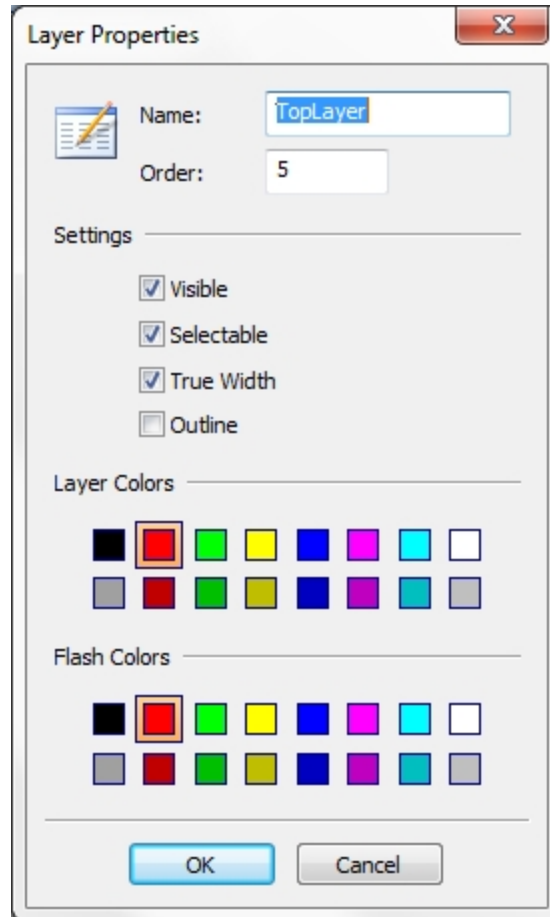 Layer Properties
Name: TopLayer
Order: 5
Settings
Visible
Selectable
True Width
Outline
Layer Colors
Flash Colors
OK Cancel